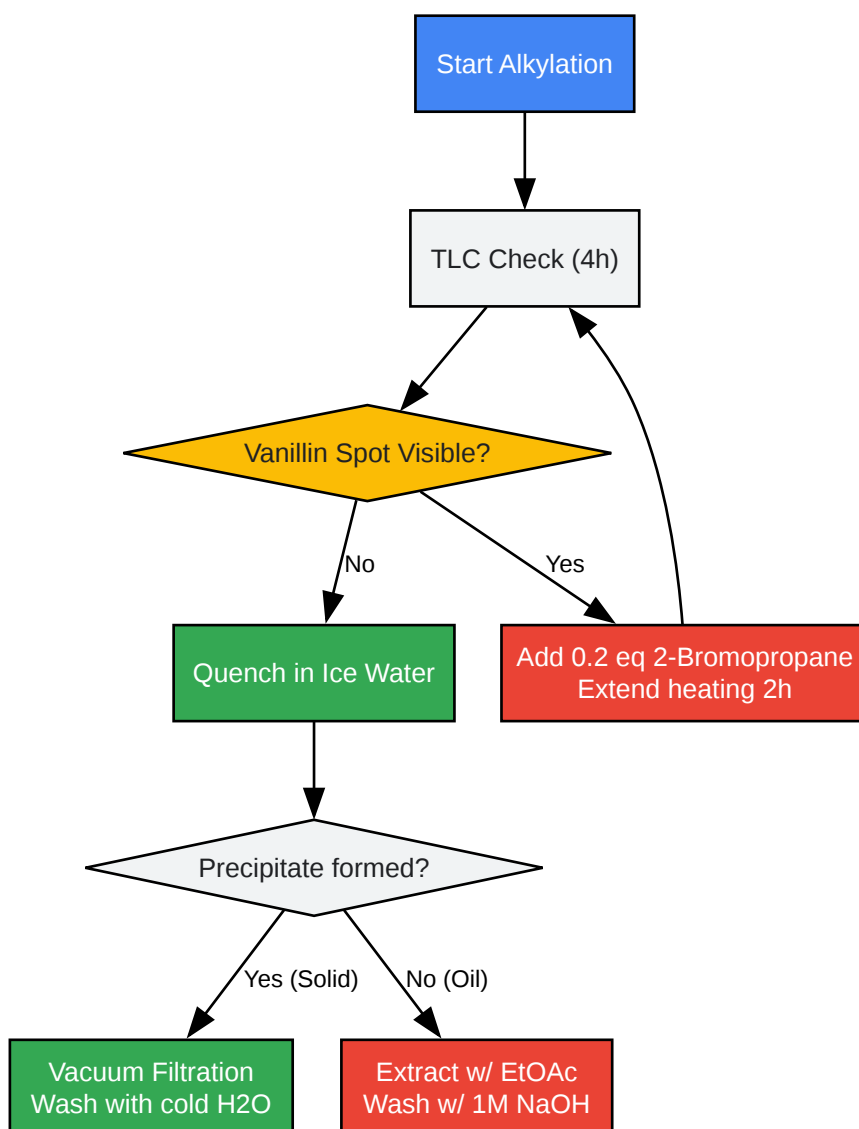 Start Alkylation
TLC Check (4h)
Vanillin Spot Visible?
No
Yes
Quench in Ice Water
Add 0.2 eq 2-Bromopropane
Extend heating 2h
Precipitate formed?
Yes (Solid)
No (Oil)
Vacuum Filtration
Wash with cold H2O
Extract w/ EtOAc
Wash w/ 1M NaOH